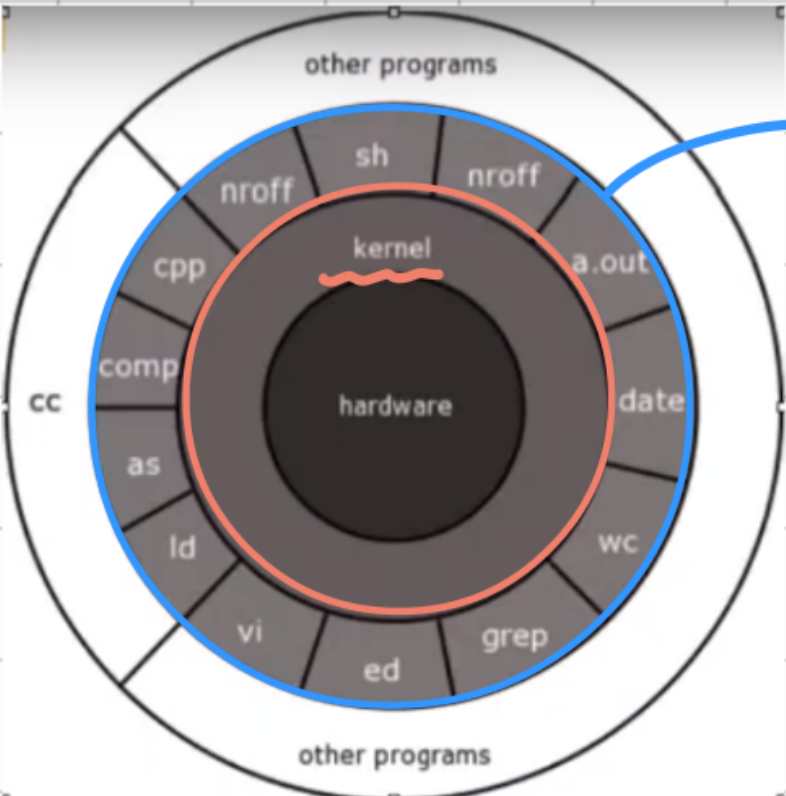 other programs
sh
nroff
nroff
kernel
cpp
a.out
comp
hardware
cc
date
as
ld
wc
vi
grep
ed
other programs